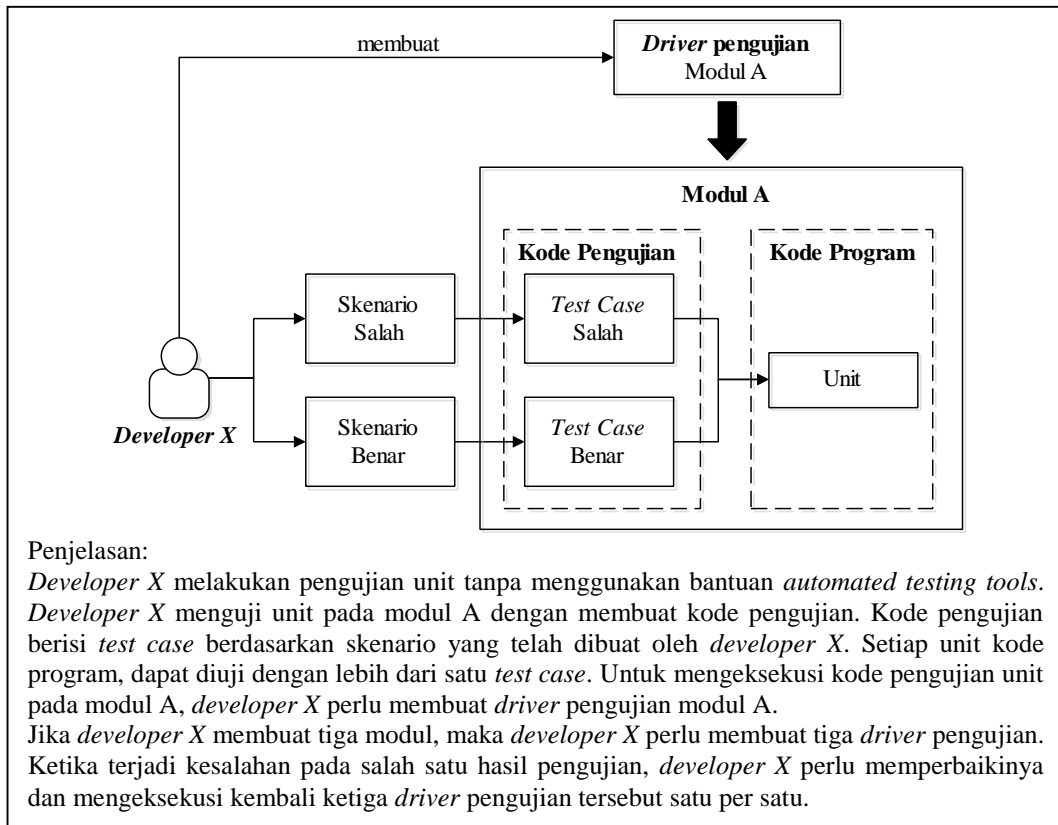 membuat
Driver pengujian
Modul A
Modul A
Kode Pengujian
Kode Program
Skenario
Salah
Test Case
Salah
Unit
Developer X
Skenario
Benar
Test Case
Benar
Penjelasan:
Developer X melakukan pengujian unit tanpa menggunakan bantuan automated testing tools.
Developer X menguji unit pada modul A dengan membuat kode pengujian. Kode pengujian
berisi test case berdasarkan skenario yang telah dibuat oleh developer X. Setiap unit kode
program, dapat diuji dengan lebih dari satu test case. Untuk mengeksekusi kode pengujian unit
pada modul A, developer X perlu membuat driver pengujian modul A.
Jika developer X membuat tiga modul, maka developer X perlu membuat tiga driver pengujian.
Ketika terjadi kesalahan pada salah satu hasil pengujian, developer X perlu memperbaikinya
dan mengeksekusi kembali ketiga driver pengujian tersebut satu per satu.